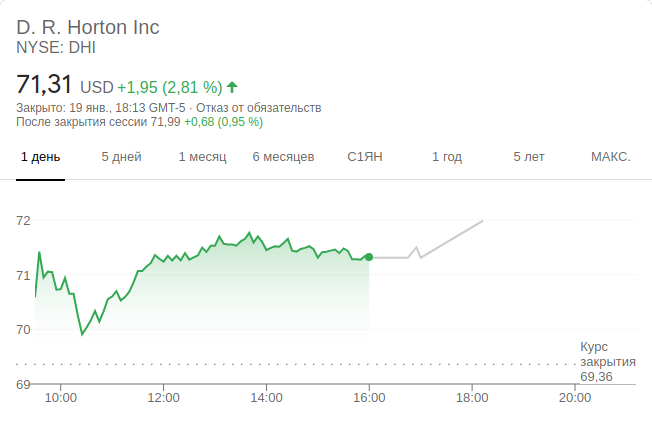 D. R. Horton Inc
NYSE: DHI
71,31 USD +1,95 (2,81 %)
Закрыто: 19 янв., 18:13 GMT-5 · Отказ от обязательств
После закрытия сессии 71,99 +0,68 (0,95 %)
1 день 5 дней 1 месяц 6 месяцев С1ЯН 1 год 5 лет МАКС.
72
71
70
Курс
закрытия
69,36
69
10:00 12:00 14:00 16:00 18:00 20:00